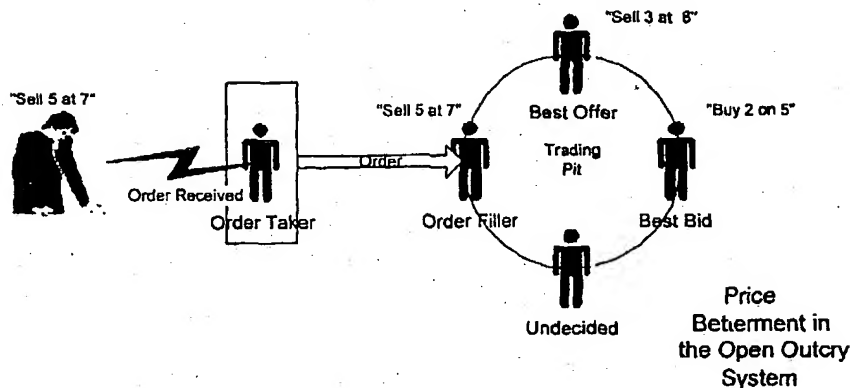 "Sell 3 at 6"
"Sell 5 at 7"
"Sell 5 at 7"
Best Offer
"Buy 2 on 5"
Trading
Pit
Order
Order Received
Order Taker
Order Filler
Best Bid
Undecided
Price
Betterment in
the Open Outcry
System